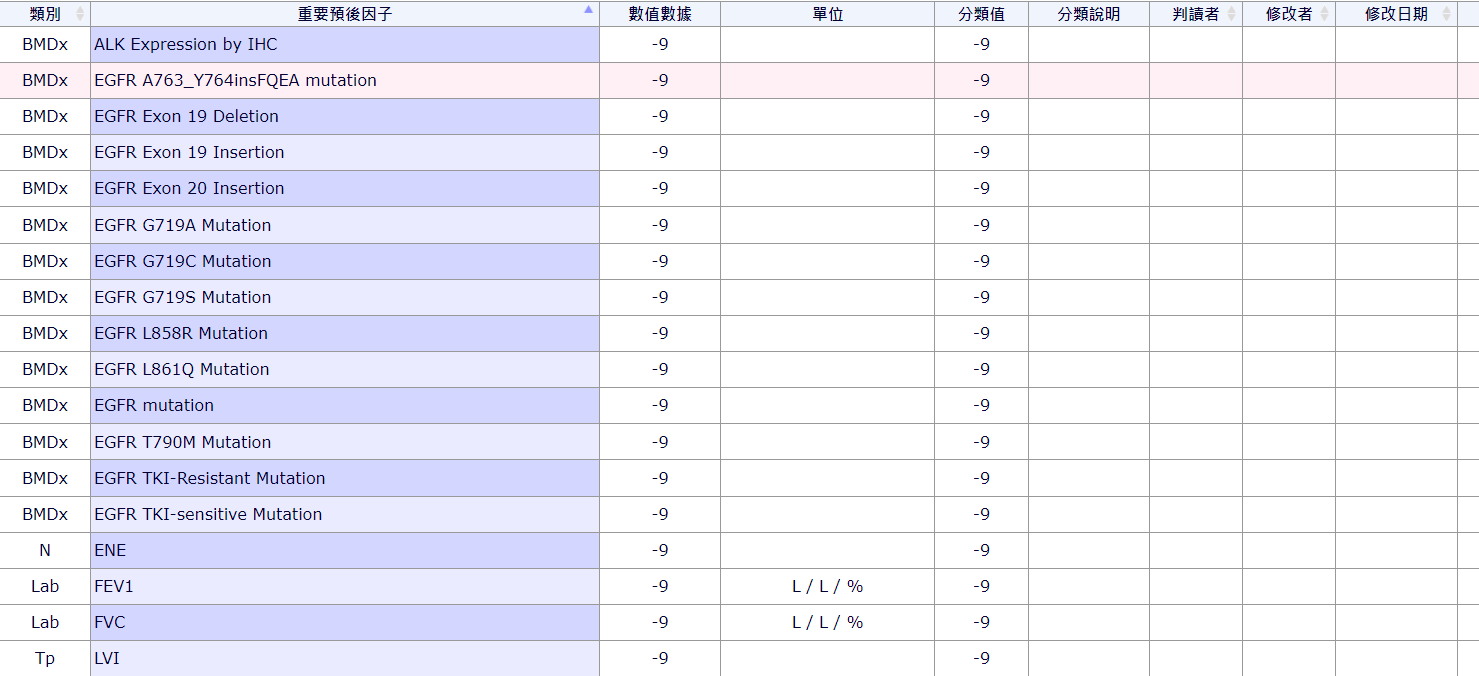 類別 重要預後因子 數值數據 單位 分類值 分類說明 判讀者 修改者 修改日期
BMDx ALK Expression by IHC -9 -9
BMDx EGFR A763_Y764insFQEA mutation -9 -9
BMDx EGFR Exon 19 Deletion -9 -9
BMDx EGFR Exon 19 Insertion -9 -9
BMDx EGFR Exon 20 Insertion -9 -9
BMDx EGFR G719A Mutation -9 -9
BMDx EGFR G719C Mutation -9 -9
BMDx EGFR G719S Mutation -9 -9
BMDx EGFR L858R Mutation -9 -9
BMDx EGFR L861Q Mutation -9 -9
BMDx EGFR mutation -9 -9
BMDx EGFR T790M Mutation -9 -9
BMDx EGFR TKI-Resistant Mutation -9 -9
BMDx EGFR TKI-sensitive Mutation -9 -9
N ENE -9 -9
Lab FEV1 -9 L / L / % -9
Lab FVC -9 L / L / % -9
Tp LVI -9 -9